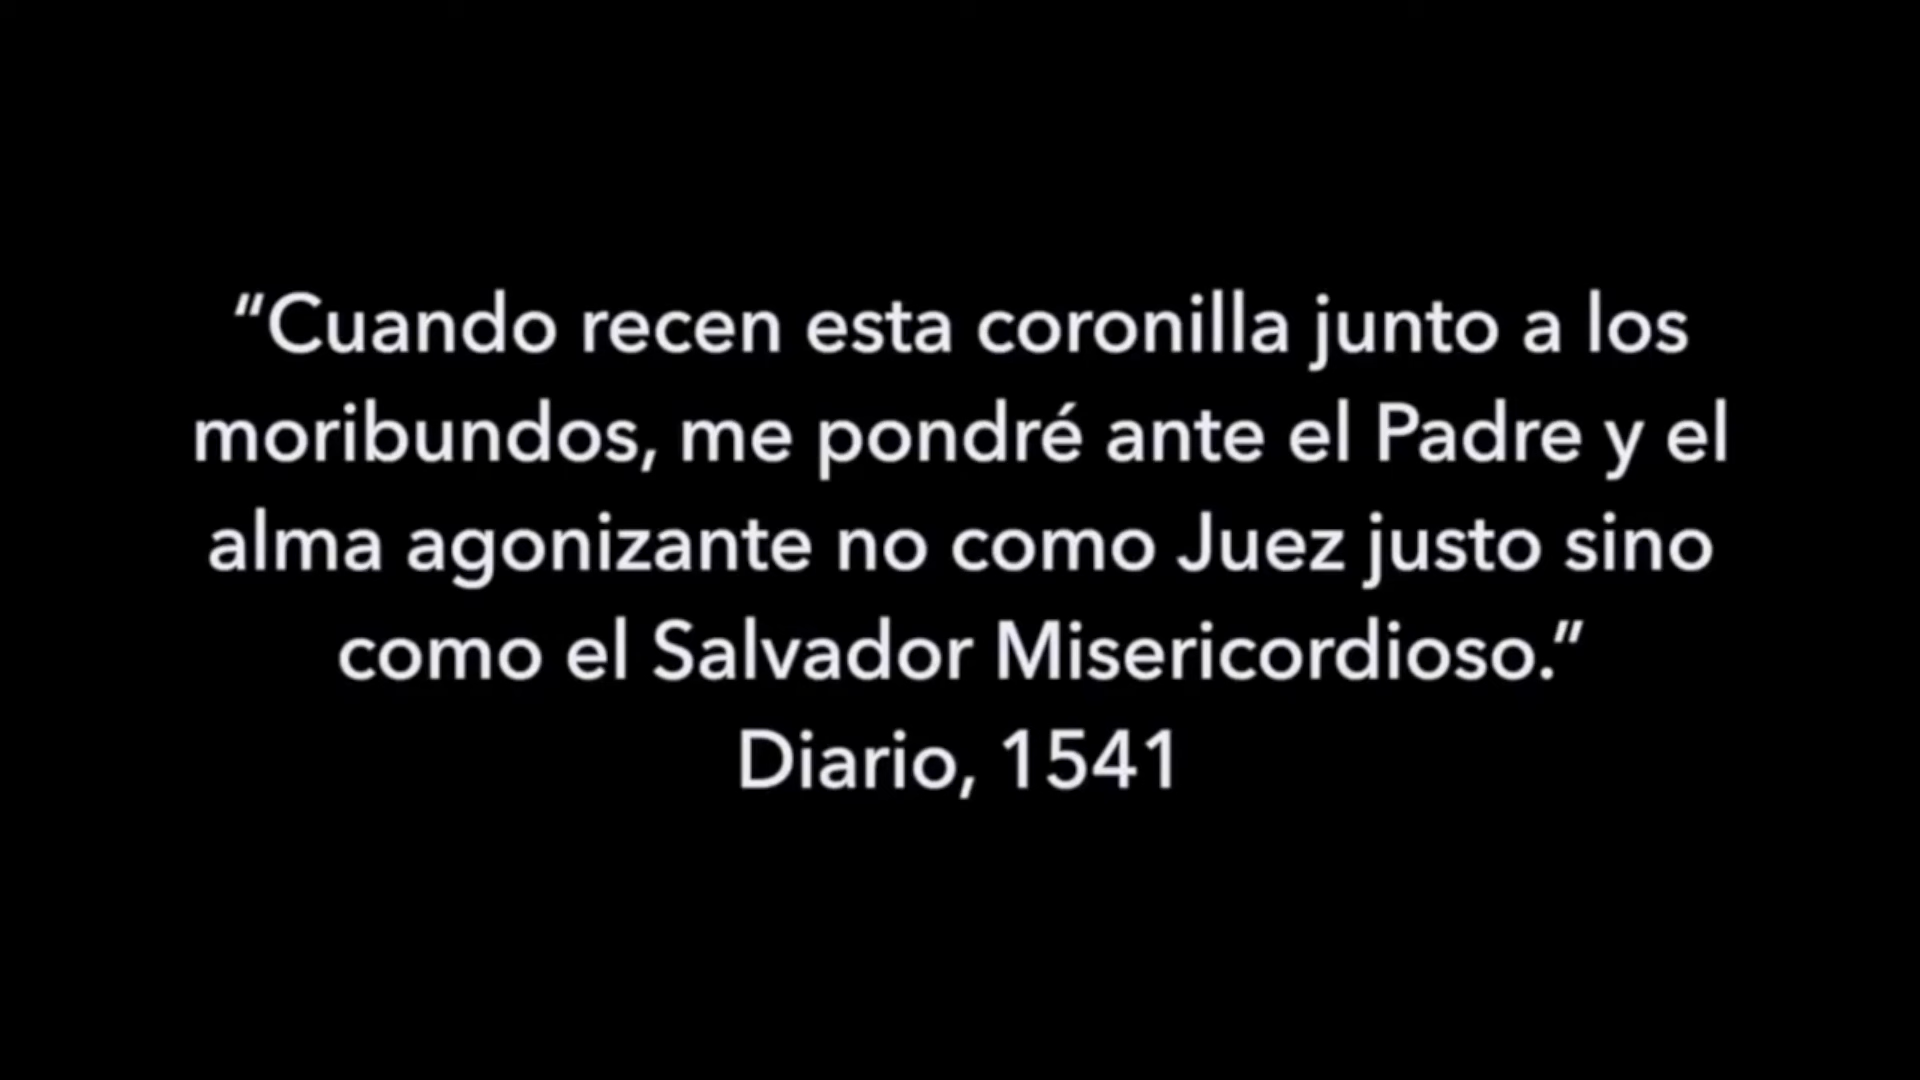 “Cuando recen esta coronilla junto a los
moribundos, me pondré ante el Padre y el
alma agonizante no como Juez justo sino
como el Salvador Misericordioso.”
Diario, 1541